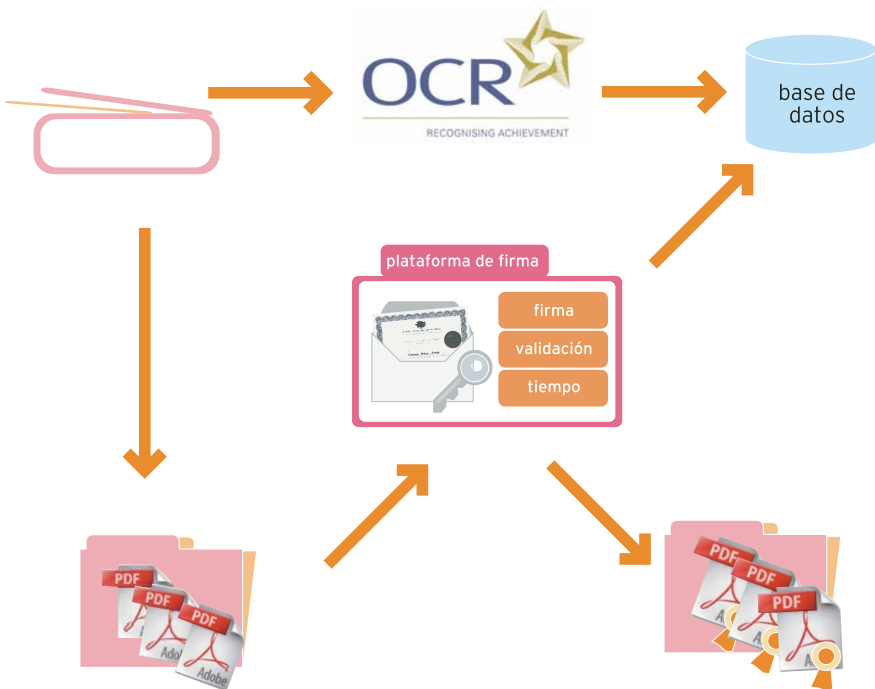 OCR
RECOGNISING ACHIEVEMENT
base de
datos
plataforma de firma
firma
validación
tiempo
PDF
PDF
PDF
Adobe
PDF
PDF
PDF